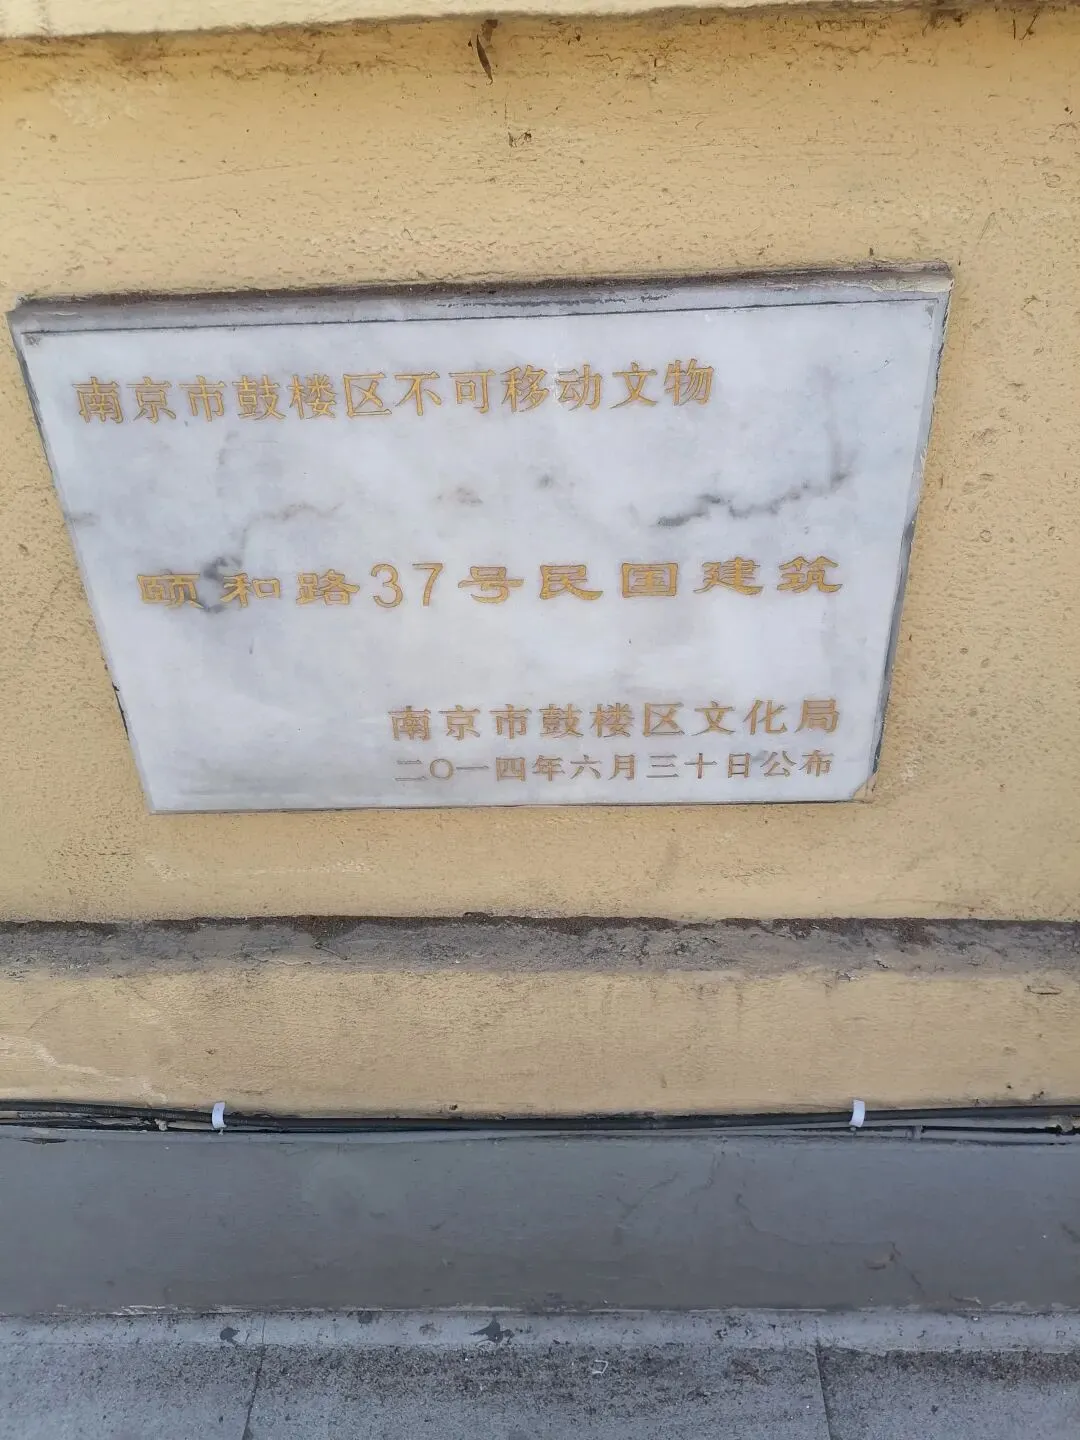 南京市鼓楼区不可移动文物
颐和路37号民国建筑
南京市鼓楼区文化局
二〇一四年六月三十日公布